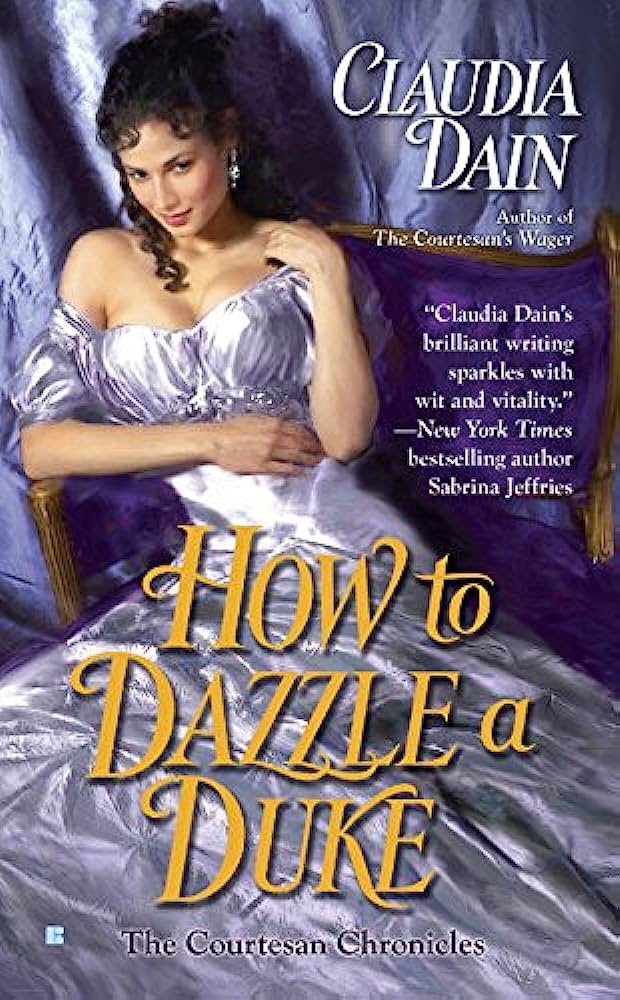 CLAUDIA
DAIN
Author of
The Courtesan's Wager
“Claudia Dain's
brilliant writing
sparkles with
wit and vitality.”
—New York Times
bestselling author
Sabrina Jeffries
HOW to
DAZZLE a
DUKE
The Courtesan Chronicles